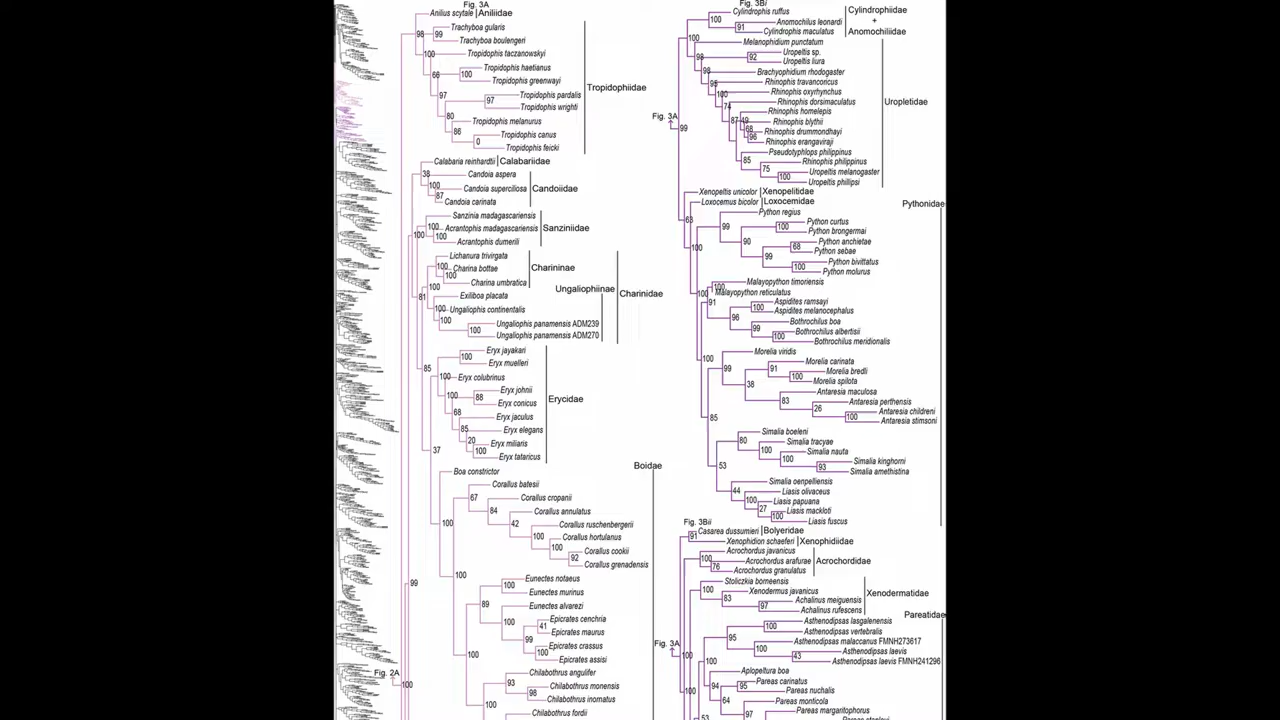 Fig. 3A
Anilius scytale
Aniliidae
98
Trachyboa gularis
99
Trachyboa boulengeri
100
Tropidophis taczanowskyi
66
Tropidophis haetianus
100
Tropidophis greenwayi
Tropidophiidae
97
Tropidophis pardalis
97
Tropidophis wrighti
80
Tropidophis melanurus
86
Tropidophis canus
0
Tropidophis feicki
Calabaria reinhardtii
Calabariidae
38
Candoia aspera
100
Candoia superciliosa
Candoiidae
87
Candoia carinata
Sanzinia madagascariensis
100
Acrantophis madagascariensis
Sanziniidae
100
100
Acrantophis dumerili
Lichanura trivirgata
100
Charina bottae
Charininae
100
Charina umbratica
100
Ungaliophiinae
Charinidae
81
Exiliboa placata
100
Ungaliophis continentalis
100
Ungaliophis panamensis ADM239
100
Ungaliophis panamensis ADM270
Eryx jayakari
100
Eryx muelleri
85
100
Eryx colubrinus
Eryx johnii
100
88
Erycidae
Eryx conicus
68
Eryx jaculus
85
Eryx elegans
20
Eryx miliaris
100
Eryx tataricus
37
Boidae
Boa constrictor
Corallus batesii
67
Corallus cropanii
84
Corallus annulatus
42
Corallus ruschenbergerii
100
100
Corallus hortulanus
100
Corallus cookii
92
Corallus grenadensis
100
99
Eunectes notaeus
100
Eunectes murinus
89
Eunectes alvarezi
100
Epicrates cenchria
41
Epicrates maurus
99
Epicrates crassus
100
Epicrates assisi
Fig. 2A
100
Chilabothrus angulifer
93
Chilabothrus monensis
98
Chilabothrus inornatus
100
Chilabothrus fordii
Fig. 3Bi
Cylindrophis ruffus
Cylindrophiidae
+
Anomochiliidae
100
Anomochilus leonardi
91
Cylindrophis maculatus
100
Melanophidium punctatum
98
Uropeltis sp.
92
Uropeltis liura
98
Brachyophidium rhodogaster
95
Rhinophis travancoricus
100
Rhinophis oxyrhynchus
74
Rhinophis dorsimaculatus
Uropletidae
Rhinophis homelepis
87
49
Rhinophis blythii
68
Rhinophis drummondhayi
96
Rhinophis erangaviraji
Fig. 3A
99
Pseudotyphlops philippinus
85
Rhinophis philippinus
75
Uropeltis melanogaster
100
Uropeltis phillipsi
Xenopeltis unicolor
Xenopelitidae
Loxocemus bicolor
Loxocemidae
Pythonidae
63
Python regius
99
Python curtus
100
Python brongermai
90
Python anchietae
68
Python sebae
100
99
Python bivittatus
100
Python molurus
Malayopython timoriensis
100
100
Malayopython reticulatus
91
Aspidites ramsayi
100
Aspidites melanocephalus
96
Bothrochilus boa
99
Bothrochilus albertisii
100
Bothrochilus meridionalis
100
Morelia viridis
99
Morelia carinata
91
Morelia bredli
100
Morelia spilota
38
Antaresia maculosa
83
Antaresia perthensis
26
Antaresia childreni
100
Antaresia stimsoni
85
Simalia boeleni
80
Simalia tracyae
100
Simalia nauta
100
Simalia kinghorni
93
Simalia amethistina
53
Simalia oenpelliensis
44
Liasis olivaceus
100
Liasis papuana
27
Liasis mackloti
100
Liasis fuscus
Fig. 3Bii
Casarea dussumieri
Bolyeridae
91
Xenophidion schaeferi
Xenophidiidae
Acrochordus javanicus
100
Acrochordus arafurae
Acrochordidae
76
Acrochordus granulatus
Stoliczkia borneensis
100
Xenodermus javanicus
Xenodermatidae
83
Achalinus meiguensis
97
Achalinus rufescens
Pareatidae
Asthenodipsas lasgalenensis
100
Asthenodipsas vertebralis
95
Asthenodipsas malaccanus FMNH273617
100
Asthenodipsas laevis
43
Asthenodipsas laevis FMNH241296
Fig. 3A
100
100
Aplopeltura boa
94
Pareas carinatus
95
Pareas nuchalis
100
64
Pareas monticola
97
Pareas margaritophorus
53